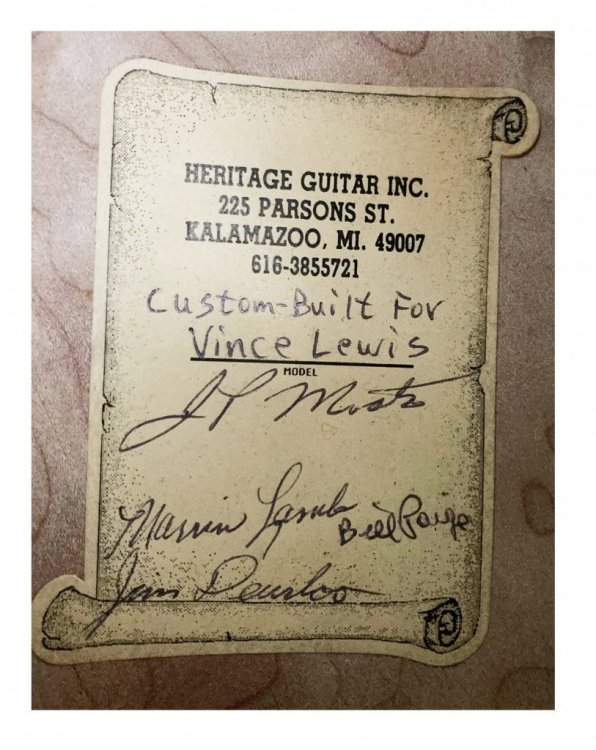 HERITAGE GUITAR INC.
225 PARSONS ST.
KALAMAZOO, MI. 49007
616-3855721
Custom-Built For
Vince Lewis
MODEL
JP Moats
Marvin Lamb
Bill Paige
Jim Deurloo